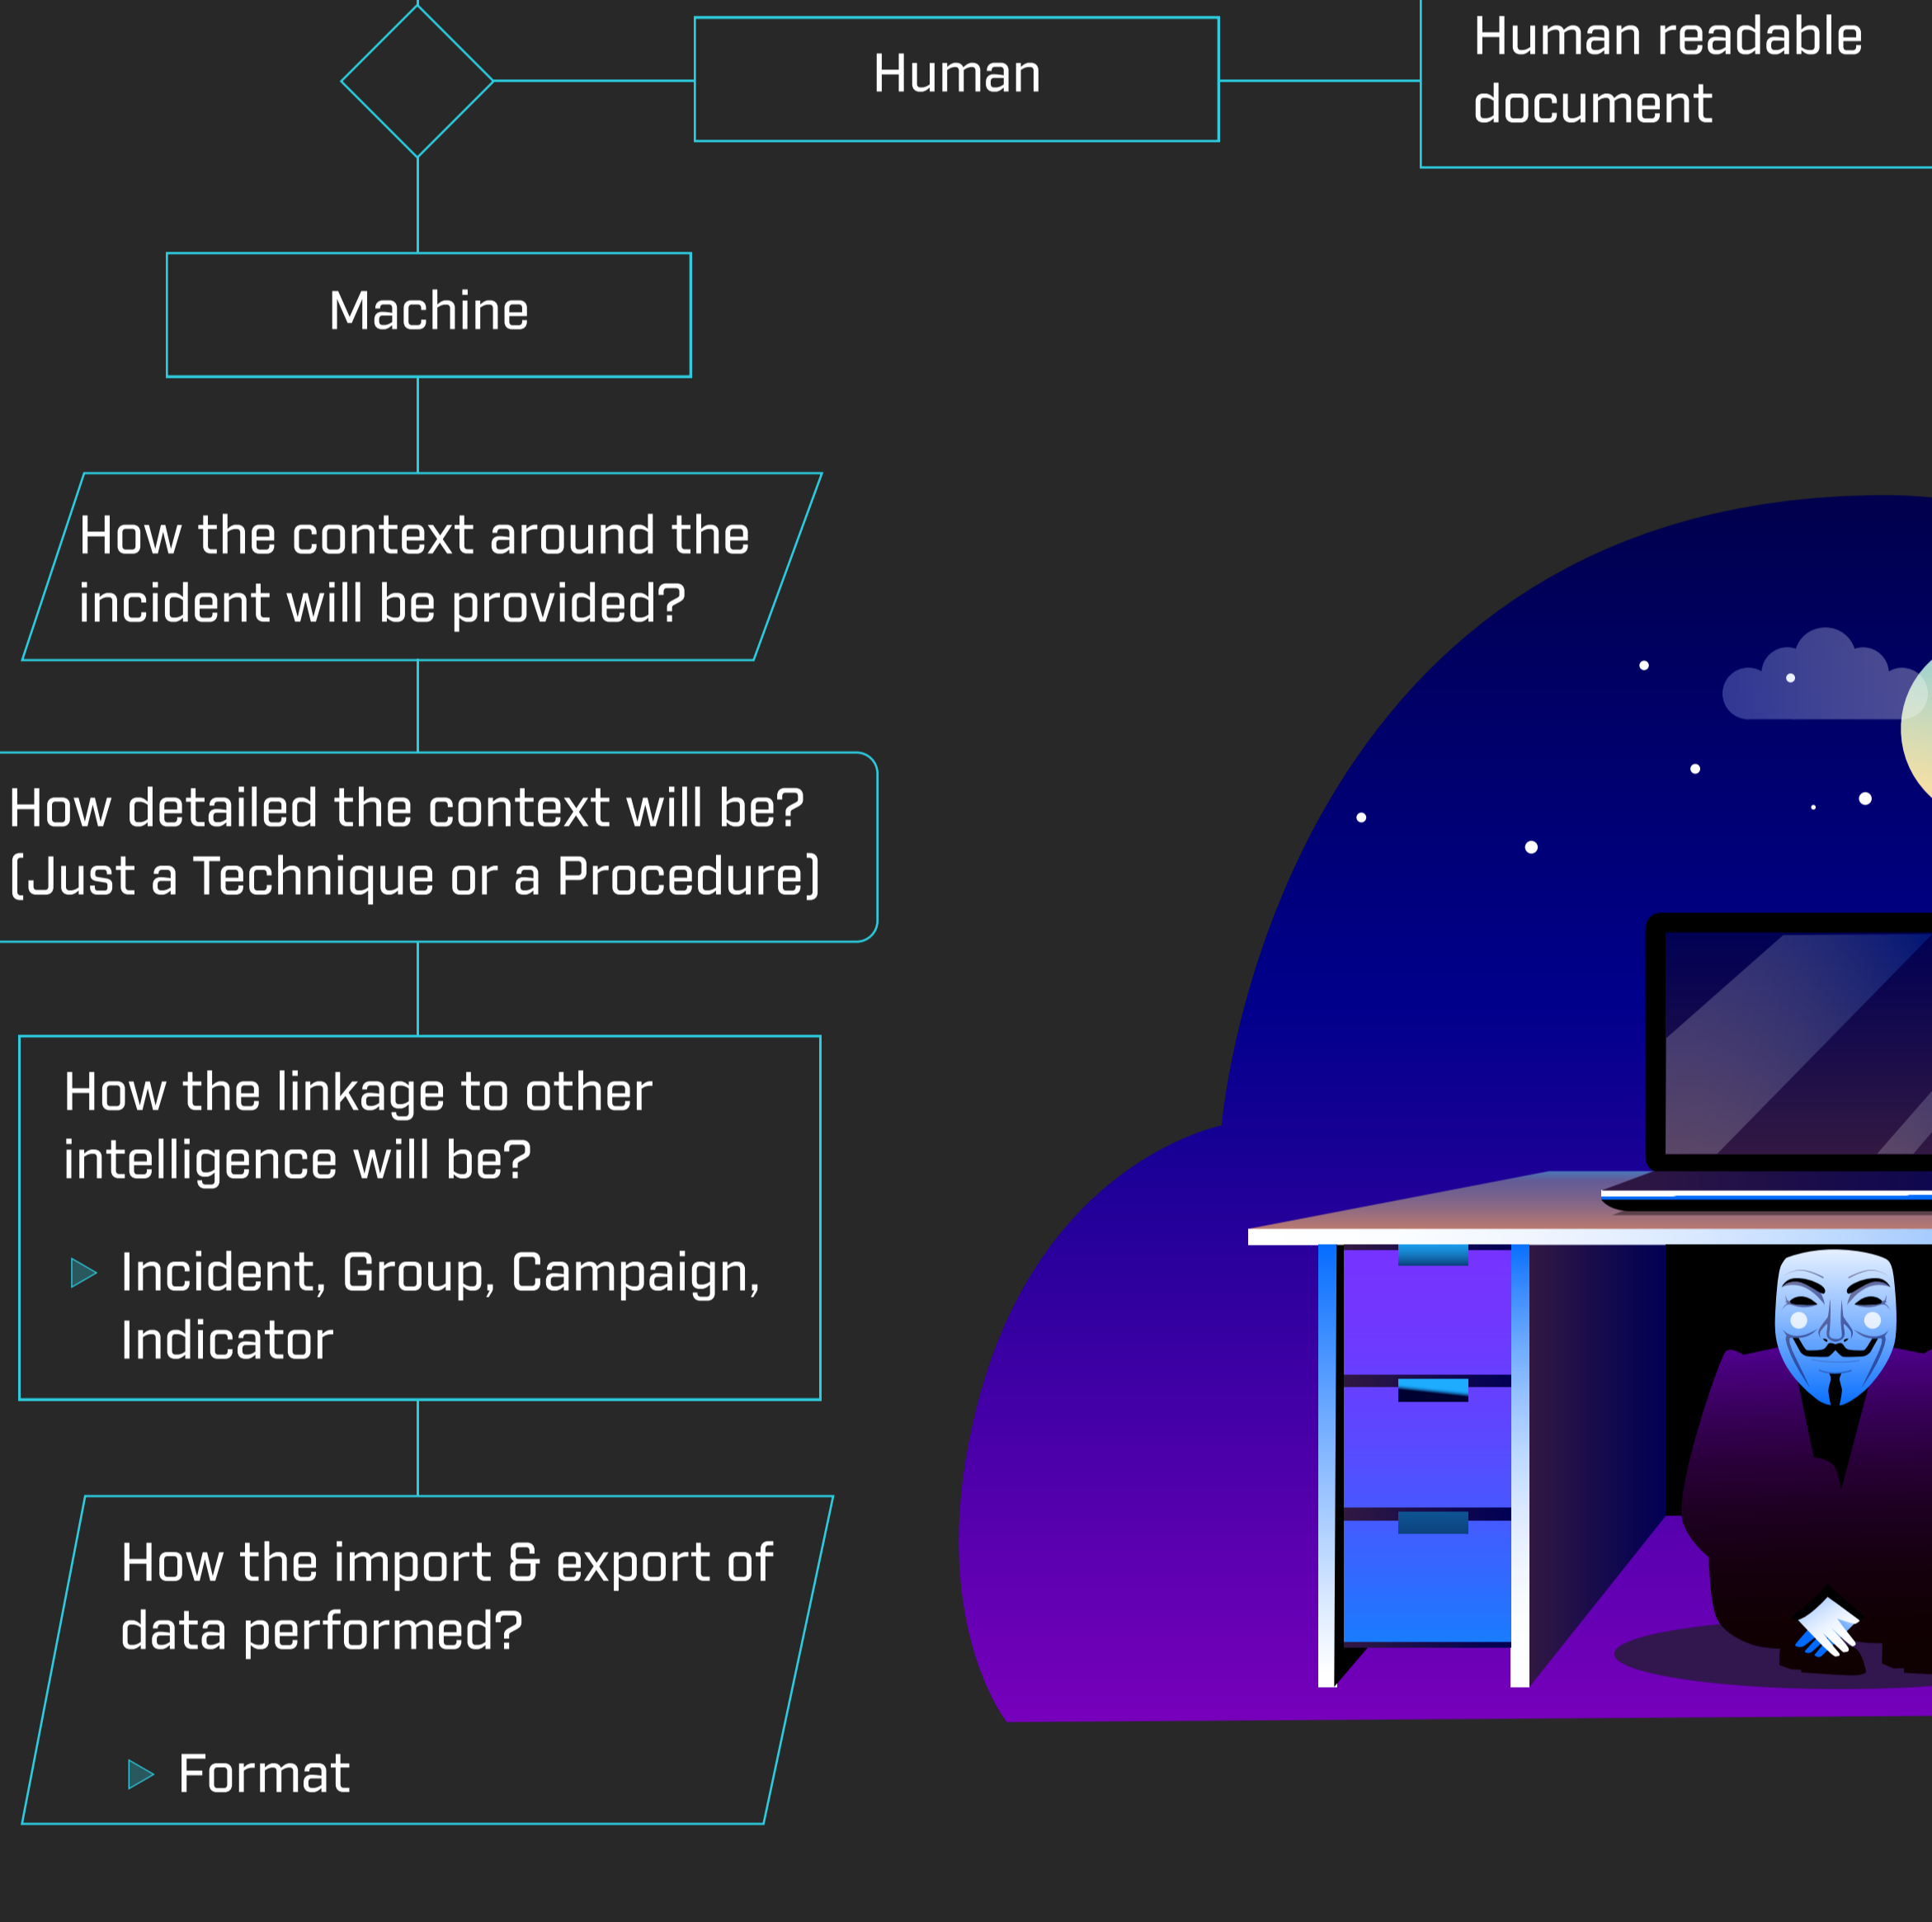 Human
Human readable
document
Machine
How the context around the
incident will be provided?
How detailed the context will be?
(Just a Technique or a Procedure)
How the linkage to other
intelligence will be?
Incident, Group, Campaign,
Indicator
How the import & export of
data performed?
Format